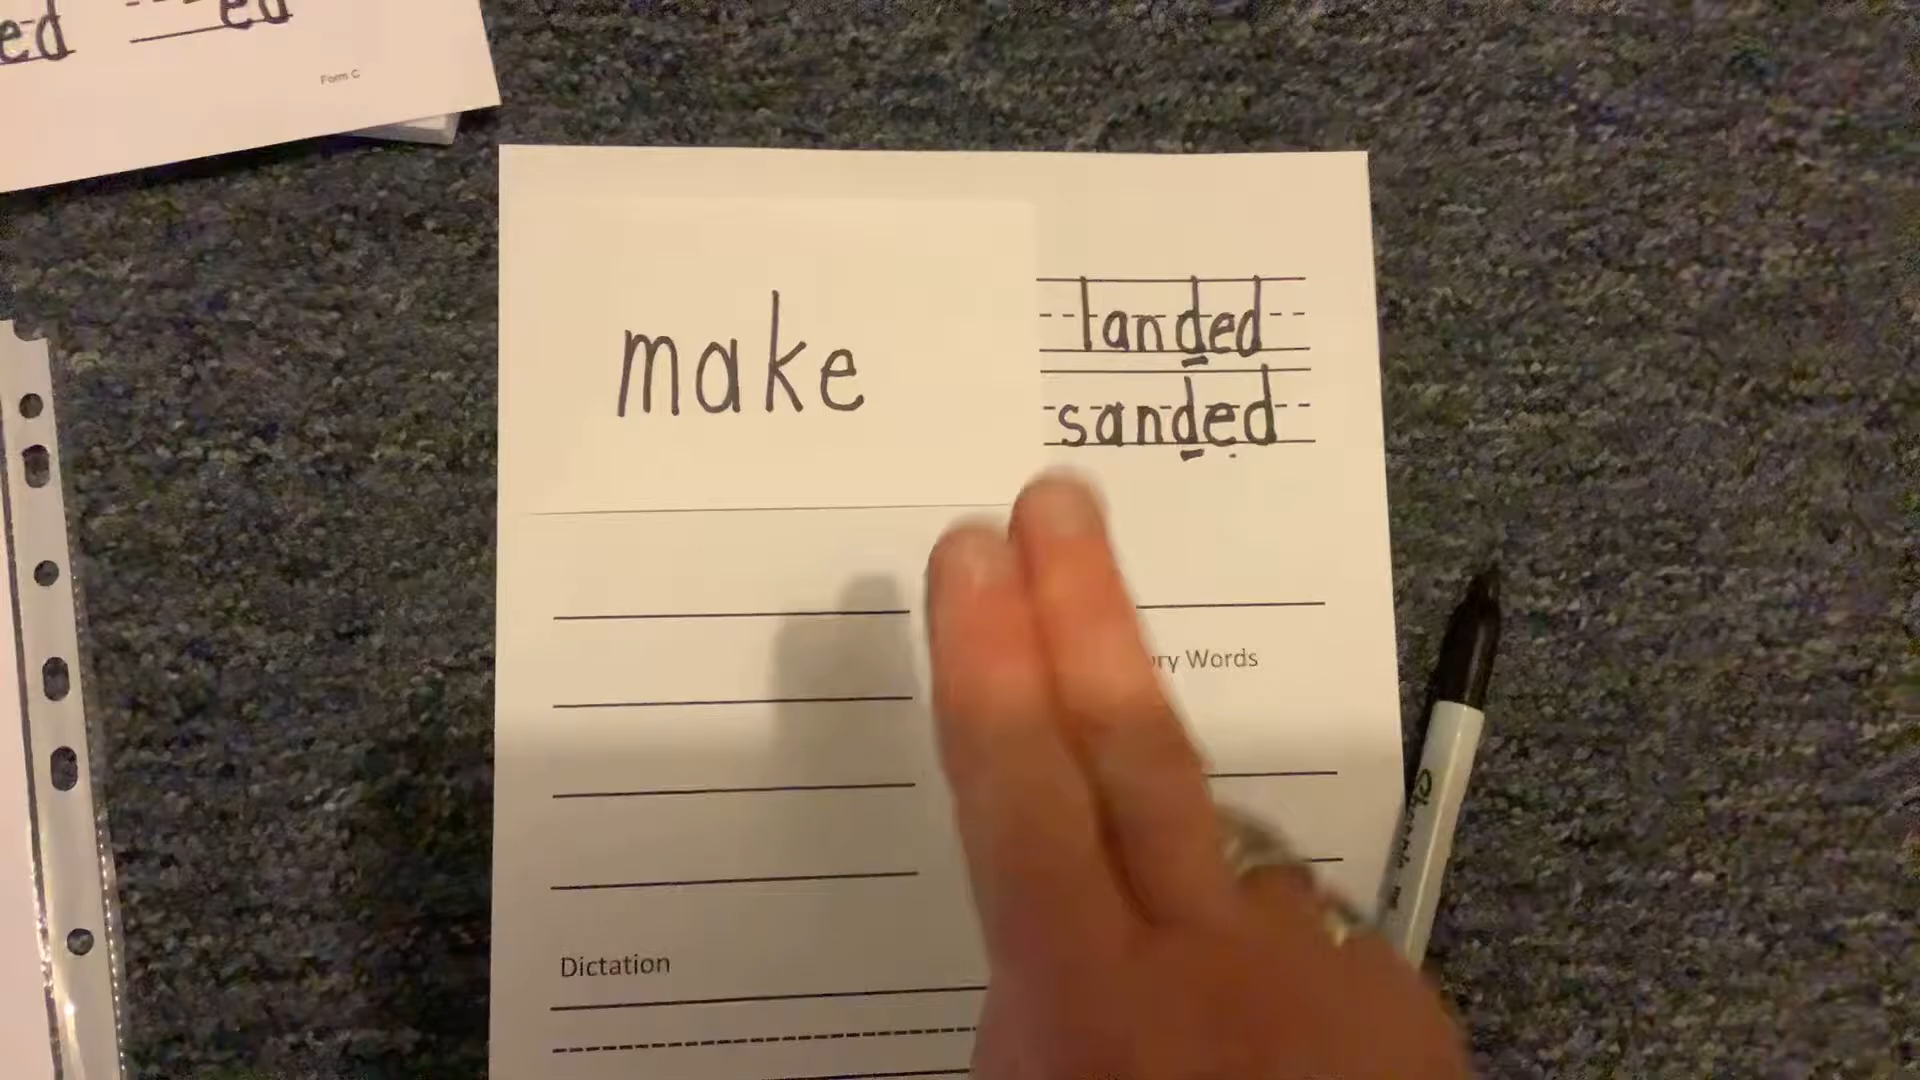 ed ed
Form C
make
landed
sanded
ory Words
Dictation